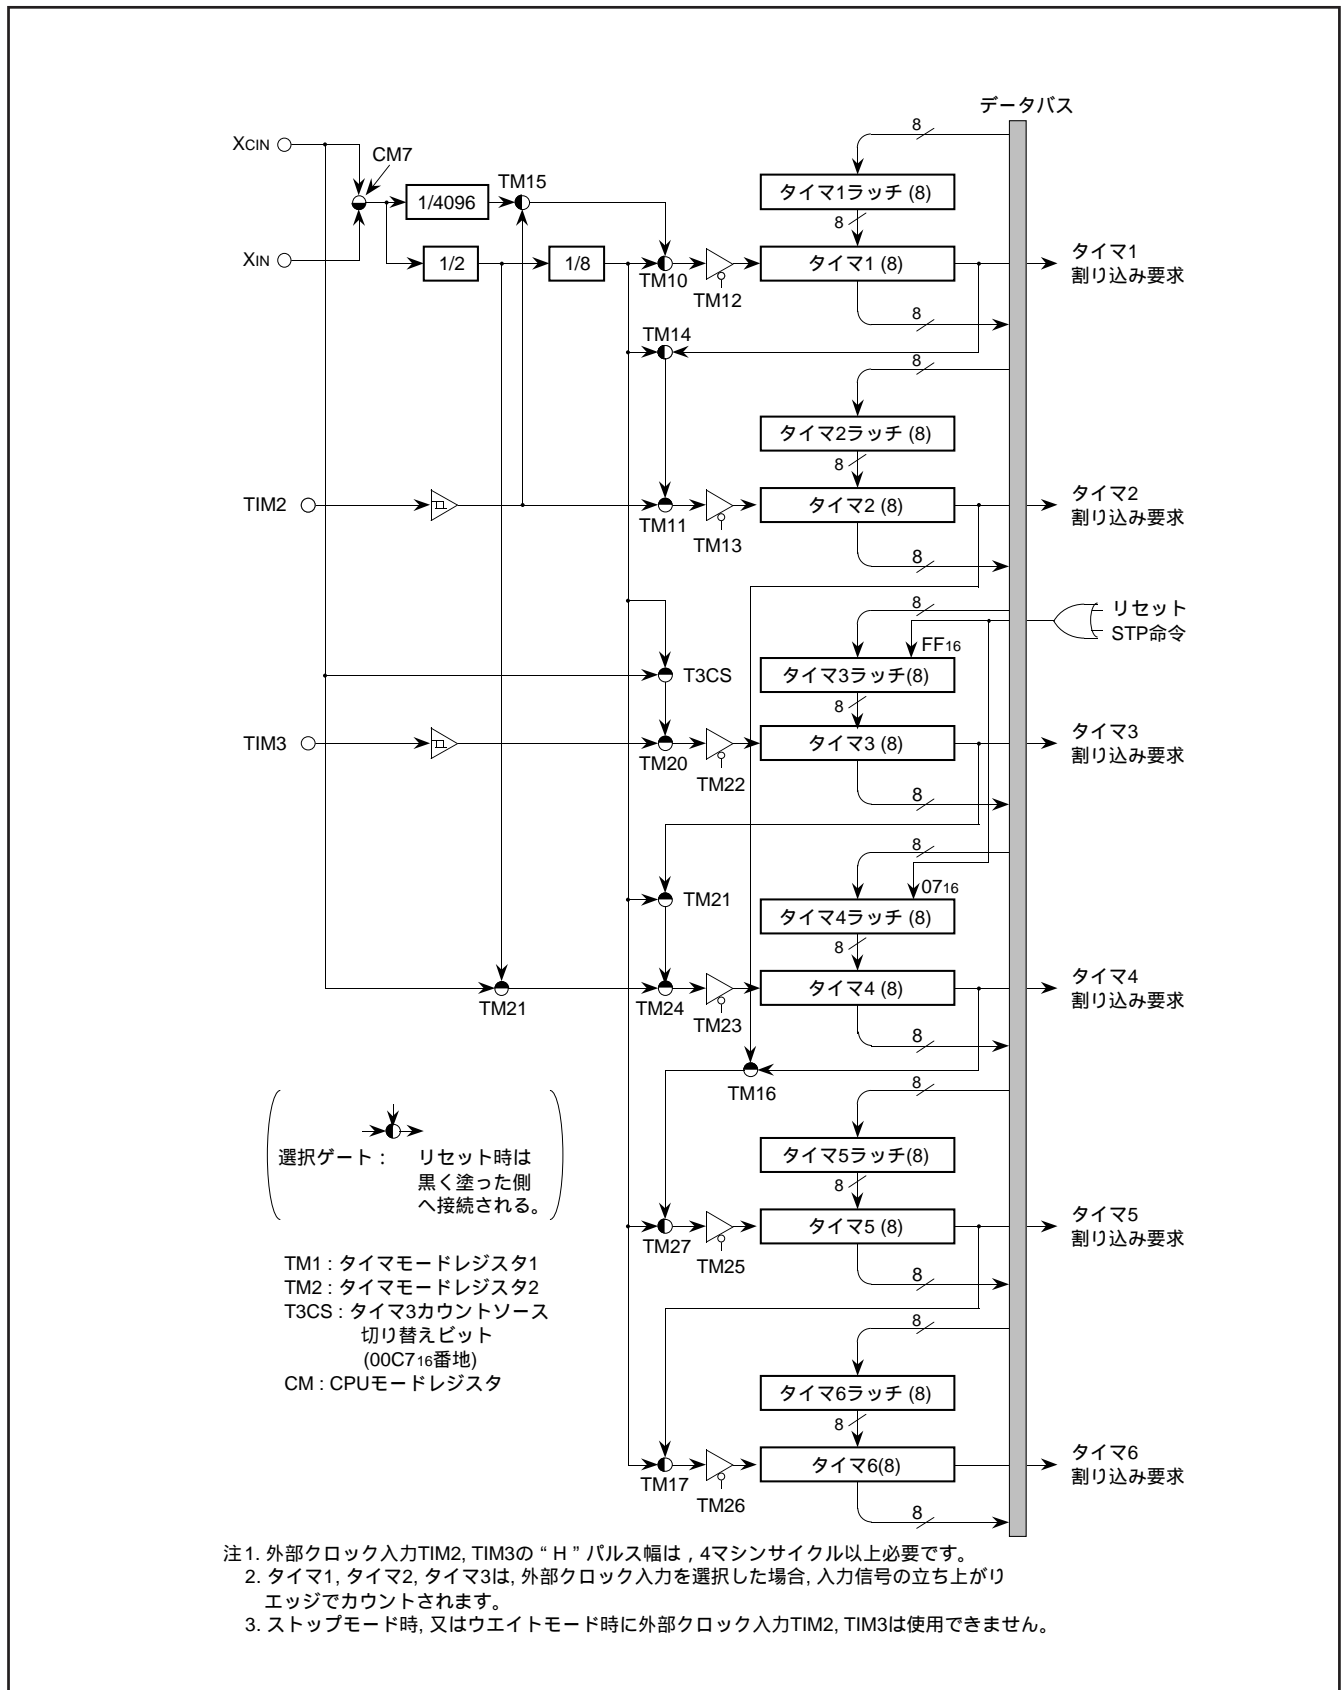 データバス
XCIN
CM7
8
TM15
タイマ1ラッチ (8)
1/4096
8
XIN
1/2
1/8
タイマ1 (8)
タイマ1
割り込み要求
TM10
TM12
8
TM14
8
タイマ2ラッチ (8)
8
TIM2
タイマ2 (8)
タイマ2
割り込み要求
TM11
TM13
8
8
リセット
STP命令
FF16
T3CS
タイマ3ラッチ(8)
8
TIM3
タイマ3 (8)
タイマ3
割り込み要求
TM20
TM22
8
8
0716
TM21
タイマ4ラッチ (8)
8
タイマ4 (8)
タイマ4
割り込み要求
TM21
TM24
TM23
8
TM16
8
選択ゲート : リセット時は
黒く塗った側
へ接続される。
タイマ5ラッチ(8)
8
タイマ5 (8)
タイマ5
割り込み要求
TM27
TM25
8
TM1 : タイマモードレジスタ1
TM2 : タイマモードレジスタ2
T3CS : タイマ3カウントソース
切り替えビット
(00C716番地)
CM : CPUモードレジスタ
8
タイマ6ラッチ (8)
8
タイマ6(8)
タイマ6
割り込み要求
TM17
TM26
8
注1. 外部クロック入力TIM2, TIM3の “ H ” パルス幅は , 4マシンサイクル以上必要です。
2. タイマ1, タイマ2, タイマ3は, 外部クロック入力を選択した場合, 入力信号の立ち上がり
エッジでカウントされます。
3. ストップモード時, 又はウエイトモード時に外部クロック入力TIM2, TIM3は使用できません。